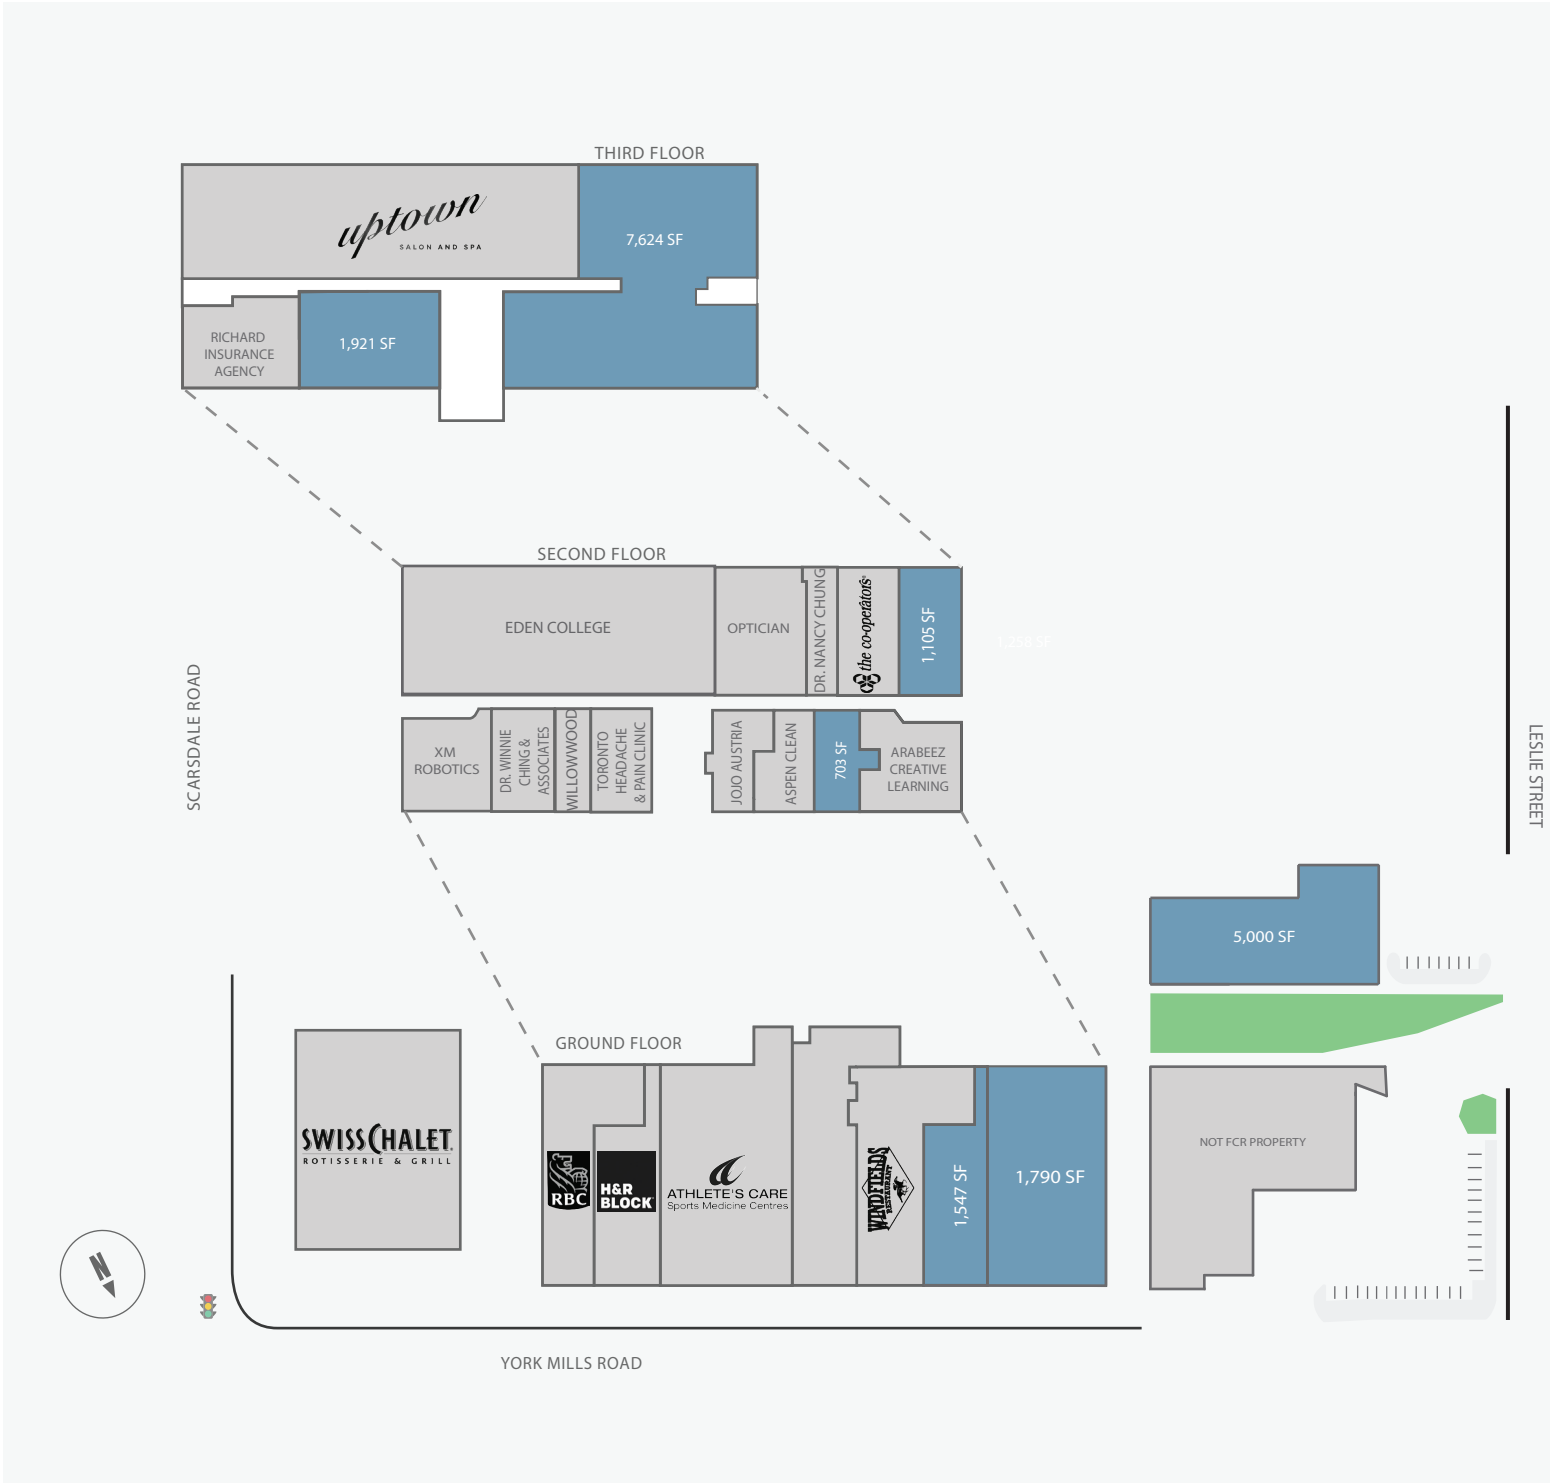 THIRD FLOOR
uptown
SALON AND SPA
7,624 SF
RICHARD
INSURANCE
AGENCY
1,921 SF
SECOND FLOOR
EDEN COLLEGE
OPTICIAN
DR. NANCY CHUNG
the co-operators
1,105 SF
1,258 SF
XM
ROBOTICS
DR. WINNIE
CHING &
ASSOCIATES
WILLOWWOOD
TORONTO
HEADACHE
& PAIN CLINIC
JOJO AUSTRIA
ASPEN CLEAN
703 SF
ARABEEZ
CREATIVE
LEARNING
SCARSDALE ROAD
LESLIE STREET
5,000 SF
GROUND FLOOR
SWISS CHALET
ROTISSERIE & GRILL
RBC
H&R
BLOCK
ATHLETE'S CARE
Sports Medicine Centres
WINDFIELDS
RESTAURANT
1,547 SF
1,790 SF
NOT FCR PROPERTY
N
YORK MILLS ROAD